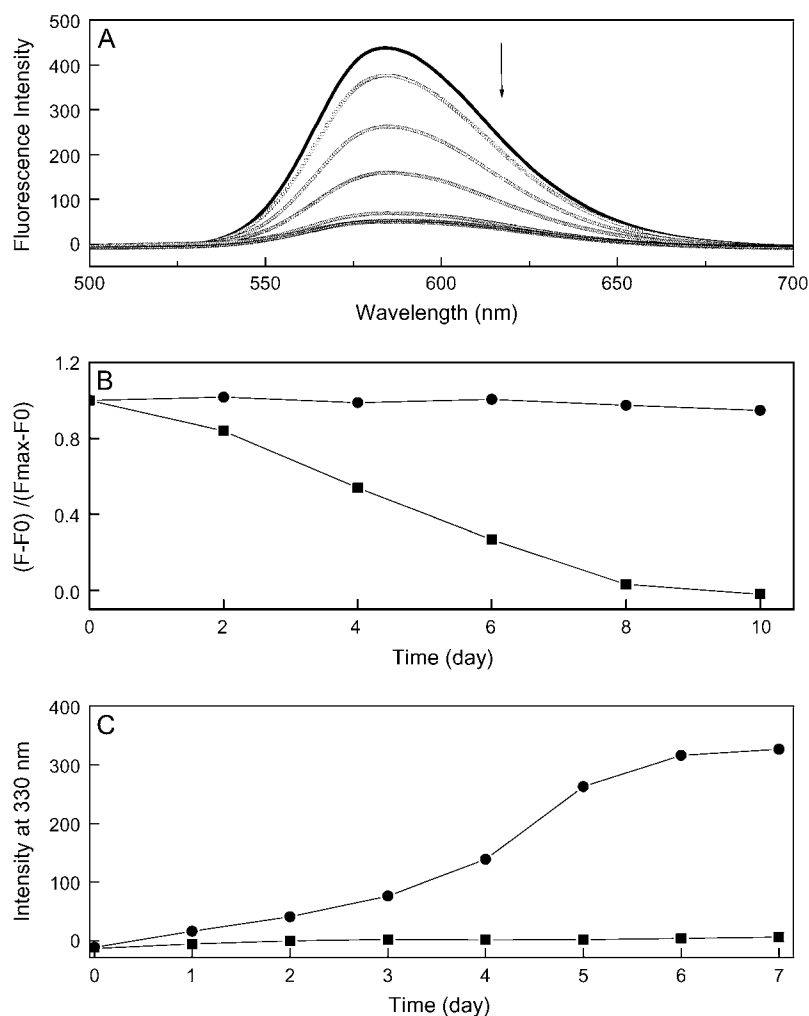 A
Fluorescence Intensity
500
400
300
200
100
0
500 550 600 650 700
Wavelength (nm)
B
(F-F0) /(Fmax-F0)
1.2
0.8
0.4
0.0
0 2 4 6 8 10
Time (day)
C
Intensity at 330 nm
400
300
200
100
0
0 1 2 3 4 5 6 7
Time (day)